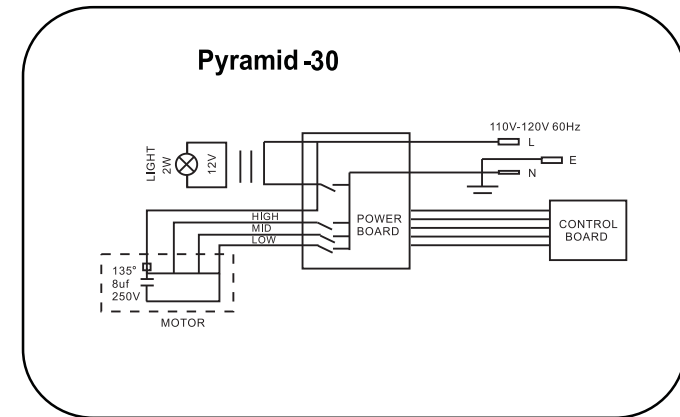 Pyramid -30
110V-120V 60Hz
L
E
N
LIGHT
2W
12V
HIGH
MID
LOW
POWER
BOARD
CONTROL
BOARD
135°
8uf
250V
MOTOR